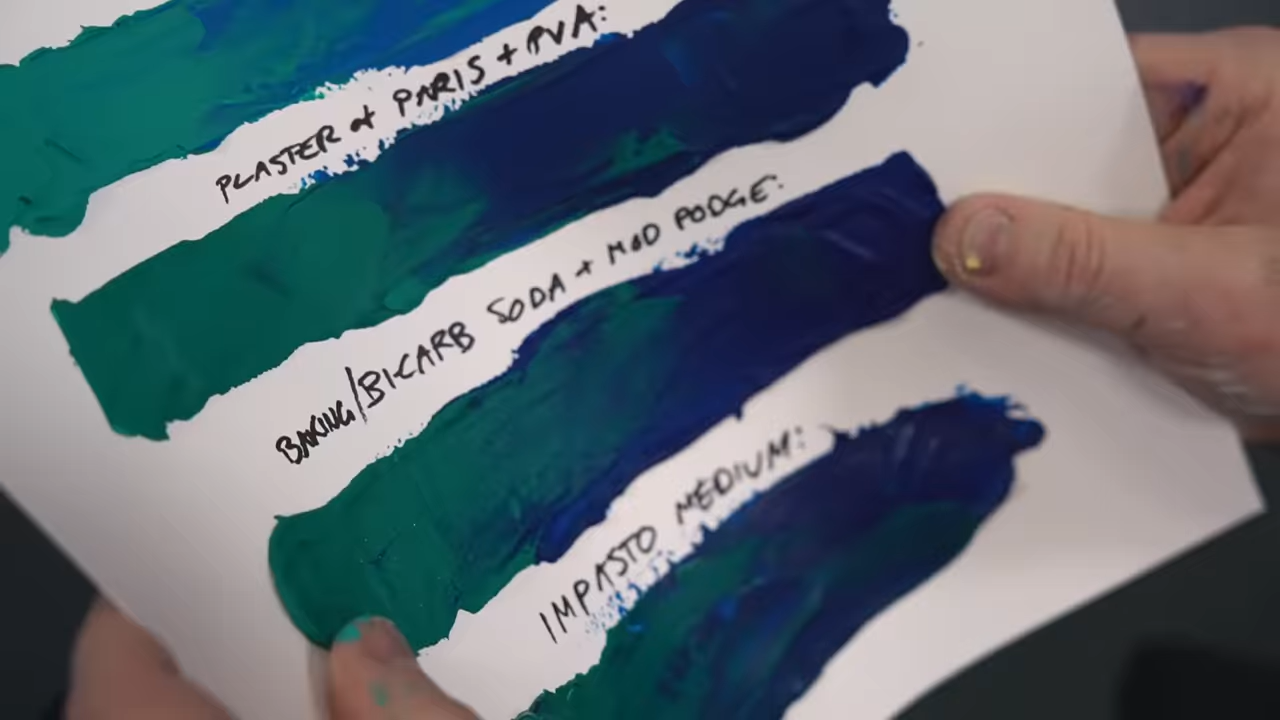 PLASTER of PARIS + PVA:
BAKING/BICARB SODA + MOD PODGE:
IMPASTO MEDIUM: